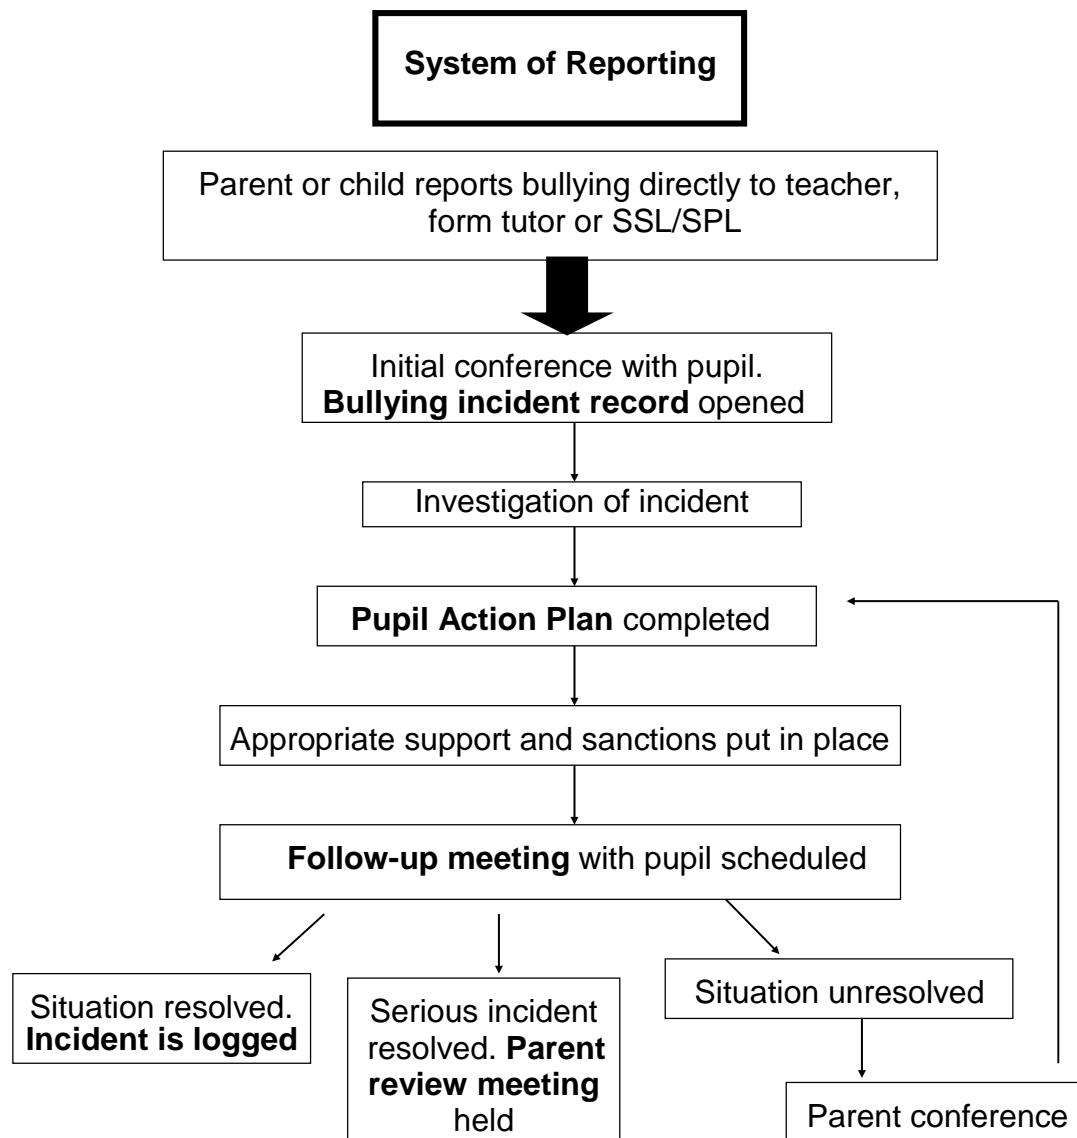 System of Reporting
Parent or child reports bullying directly to teacher,
form tutor or SSL/SPL
Initial conference with pupil.
Bullying incident record opened
Investigation of incident
Pupil Action Plan completed
Appropriate support and sanctions put in place
Follow-up meeting with pupil scheduled
Situation resolved.
Incident is logged
Serious incident
resolved. Parent
review meeting
held
Situation unresolved
Parent conference